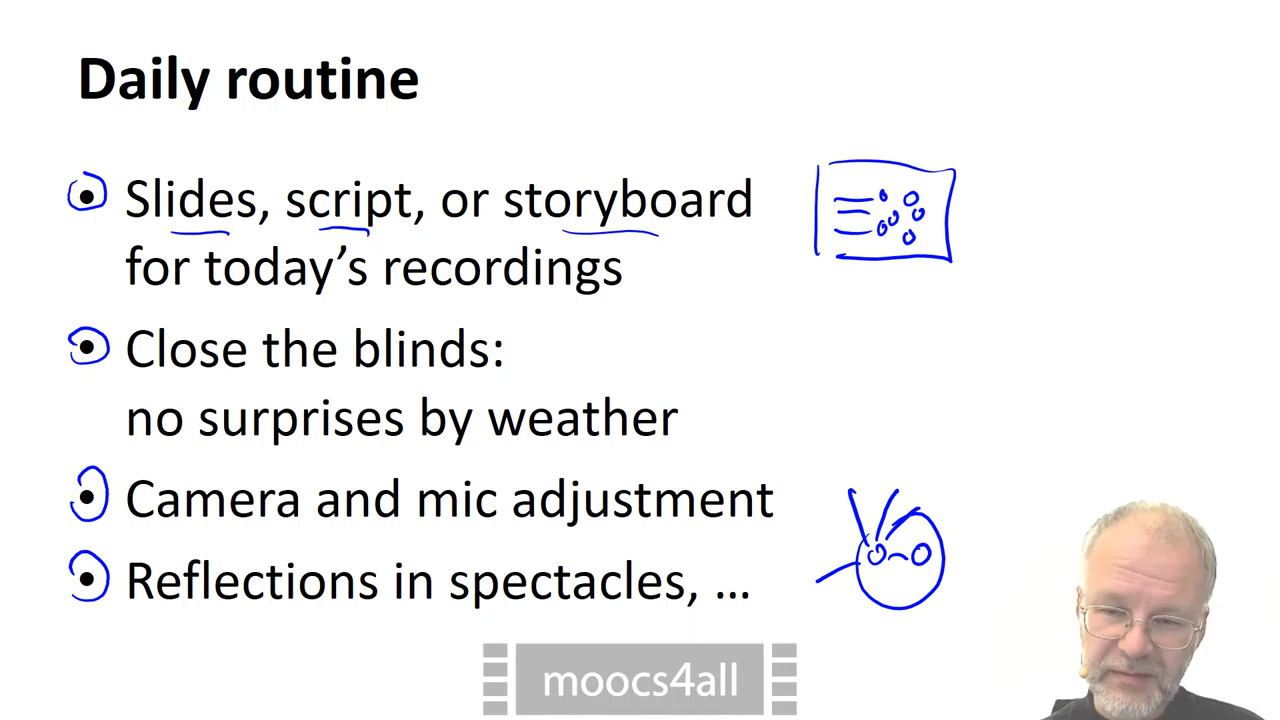 Daily routine
• Slides, script, or storyboard
for today’s recordings
• Close the blinds:
no surprises by weather
• Camera and mic adjustment
• Reflections in spectacles, …
moocs4all